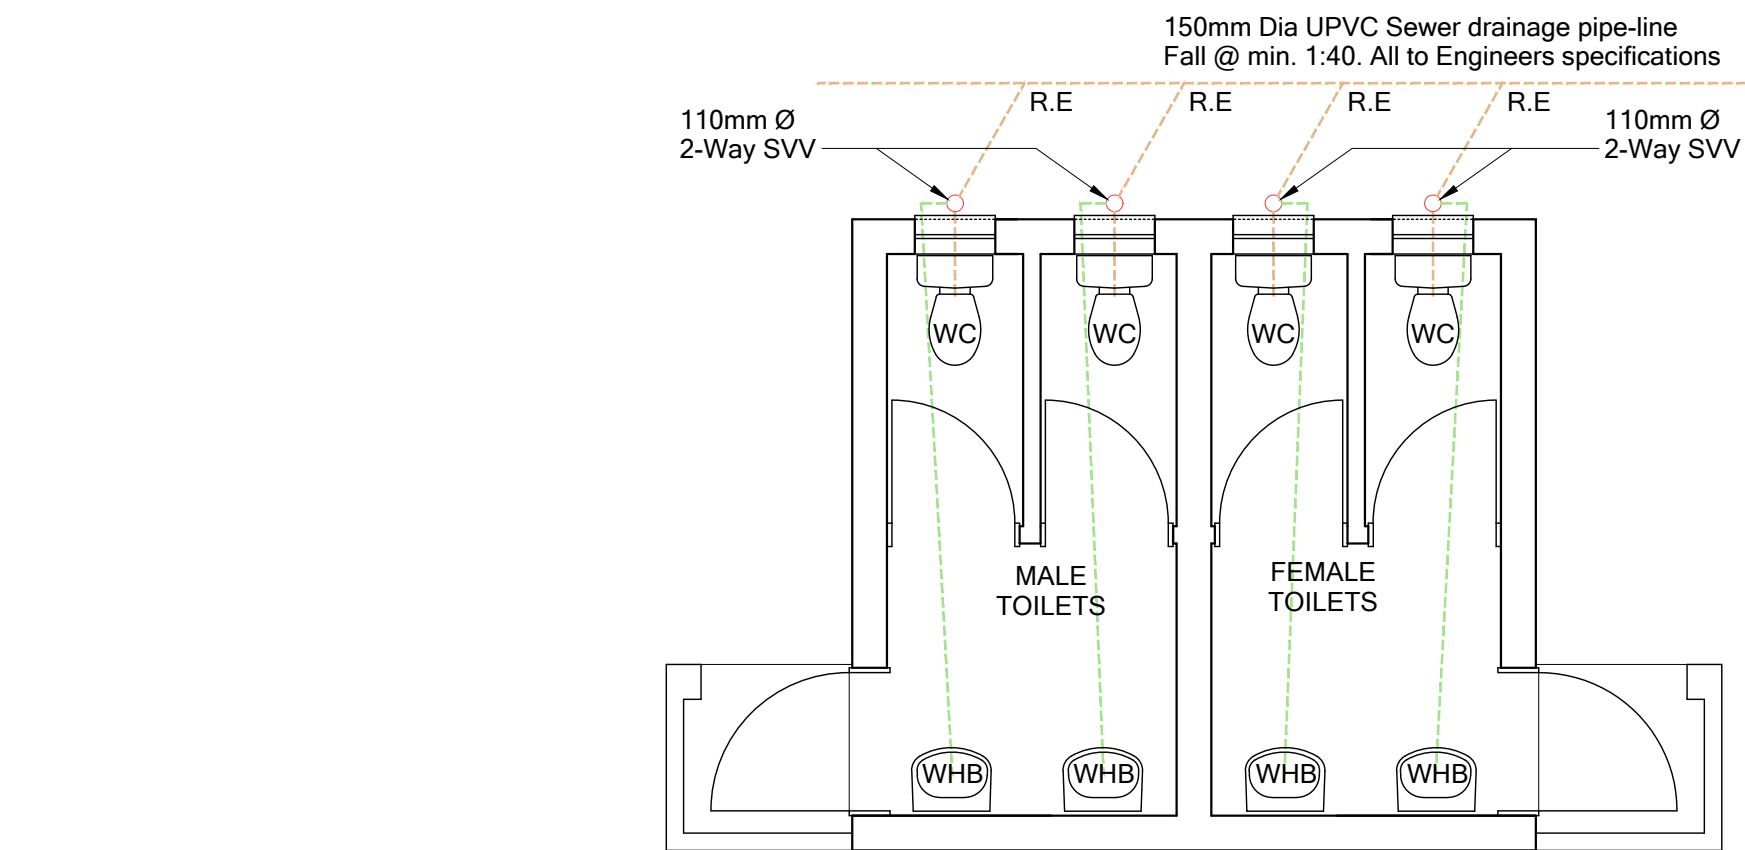 150mm Dia UPVC Sewer drainage pipe-line
Fall @ min. 1:40. All to Engineers specifications
R.E
R.E
R.E
R.E
110mm Ø
2-Way SVV
110mm Ø
2-Way SVV
WC
WC
WC
WC
MALE
TOILETS
FEMALE
TOILETS
WHB
WHB
WHB
WHB